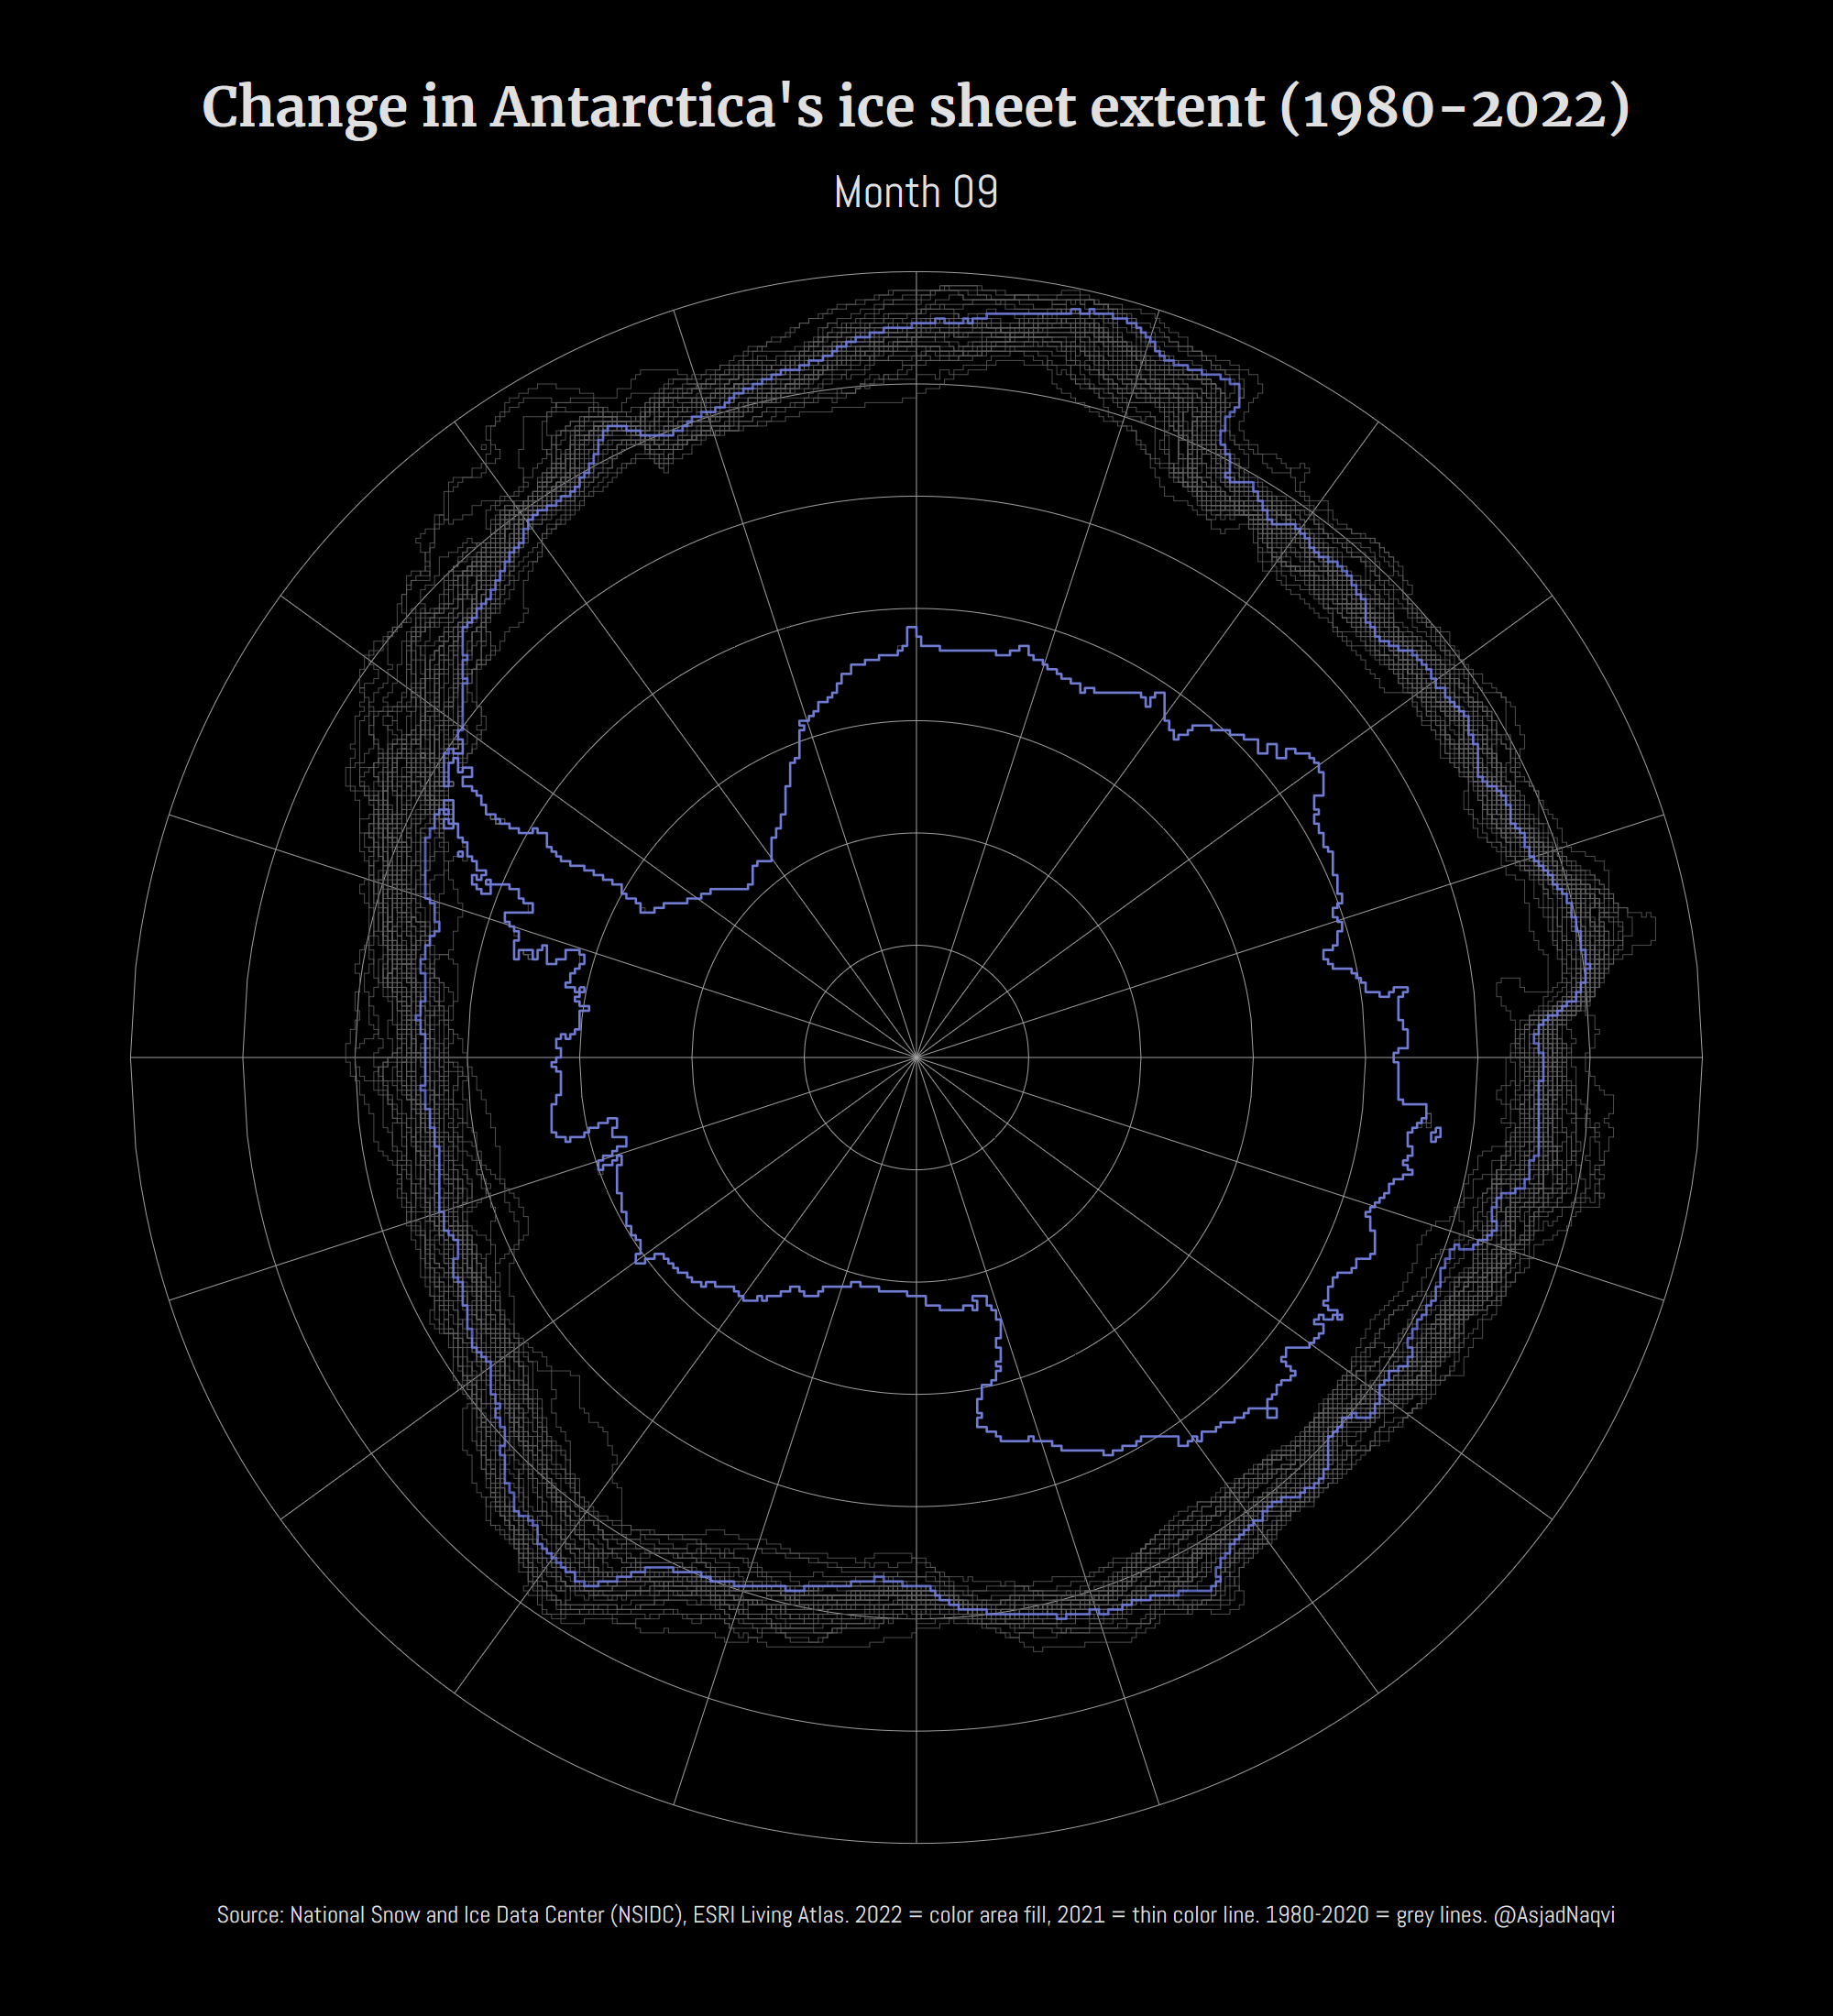 Change in Antarctica's ice sheet extent (1980-2022)
Month 09
Source: National Snow and Ice Data Center (NSIDC), ESRI Living Atlas. 2022 = color area fill, 2021 = thin color line. 1980-2020 = grey lines. @AsjadNaqvi